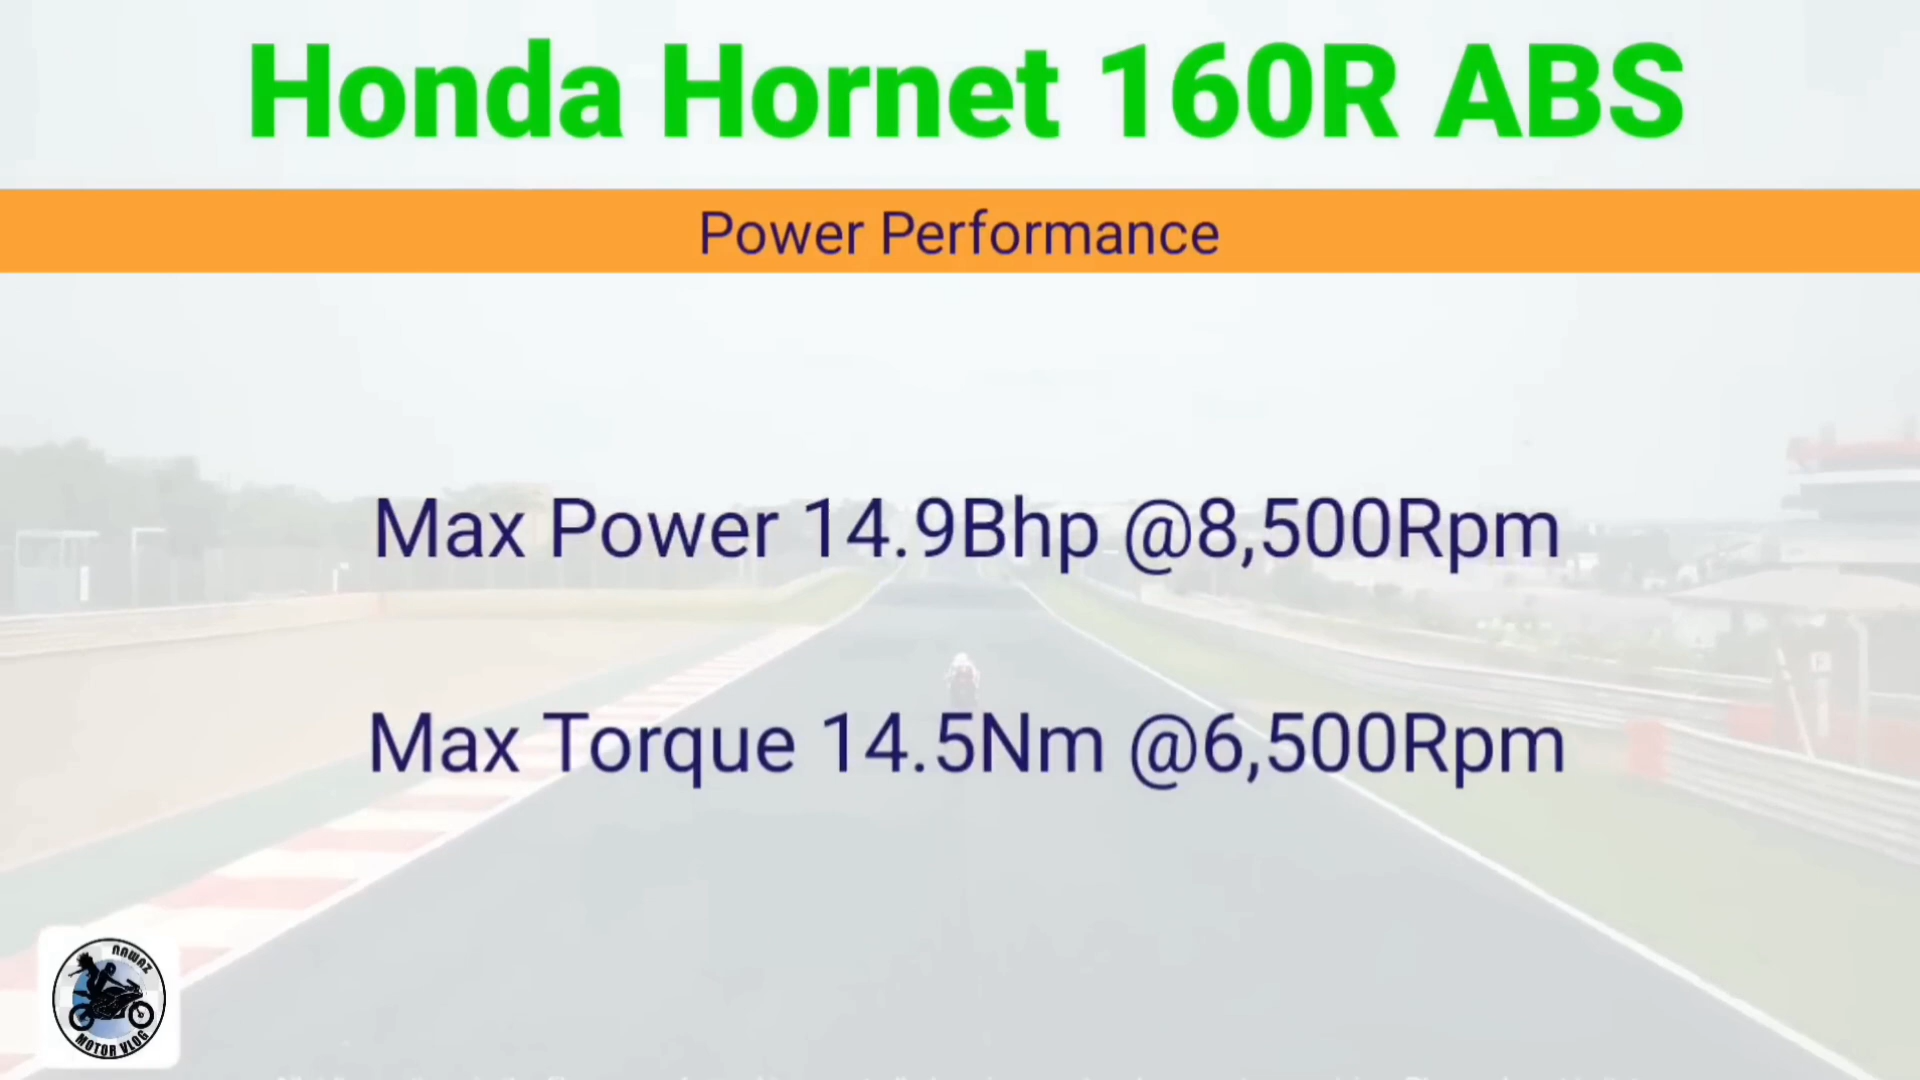 Honda Hornet 160R ABS
Power Performance
Max Power 14.9Bhp @8,500Rpm
Max Torque 14.5Nm @6,500Rpm
NAWAZ
MOTOR VLOG